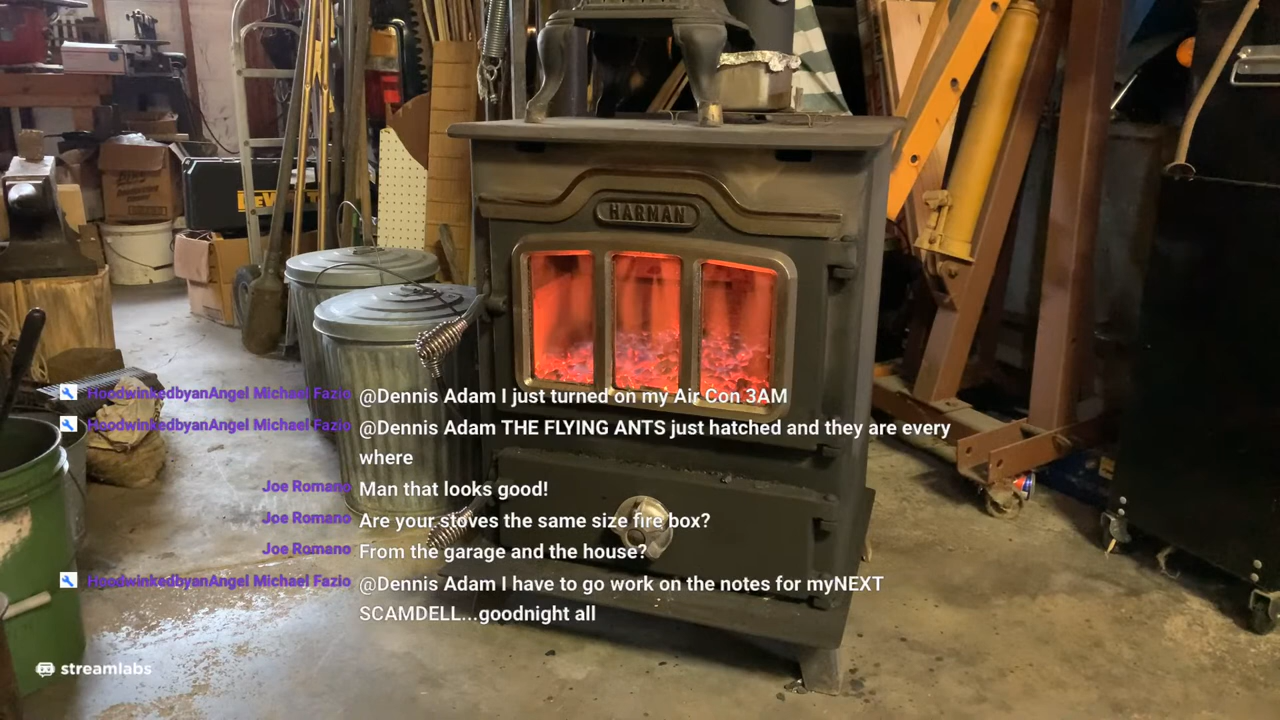 DEWALT
HARMAN
HoodwinkedbyanAngel Michael Fazio @Dennis Adam I just turned on my Air Con 3AM
HoodwinkedbyanAngel Michael Fazio @Dennis Adam THE FLYING ANTS just hatched and they are every
where
Joe Romano Man that looks good!
Joe Romano Are your stoves the same size fire box?
Joe Romano From the garage and the house?
HoodwinkedbyanAngel Michael Fazio @Dennis Adam I have to go work on the notes for myNEXT
SCAMDELL...goodnight all
streamlabs